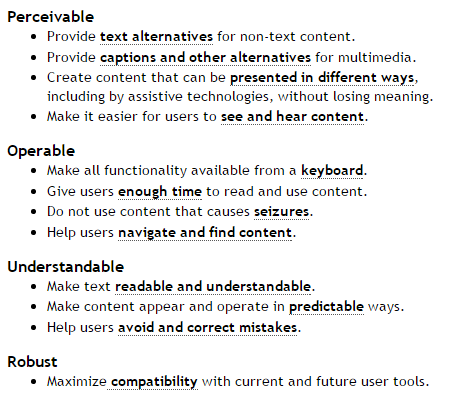 Perceivable
• Provide text alternatives for non-text content.
• Provide captions and other alternatives for multimedia.
• Create content that can be presented in different ways,
including by assistive technologies, without losing meaning.
• Make it easier for users to see and hear content.
Operable
• Make all functionality available from a keyboard.
• Give users enough time to read and use content.
• Do not use content that causes seizures.
• Help users navigate and find content.
Understandable
• Make text readable and understandable.
• Make content appear and operate in predictable ways.
• Help users avoid and correct mistakes.
Robust
• Maximize compatibility with current and future user tools.